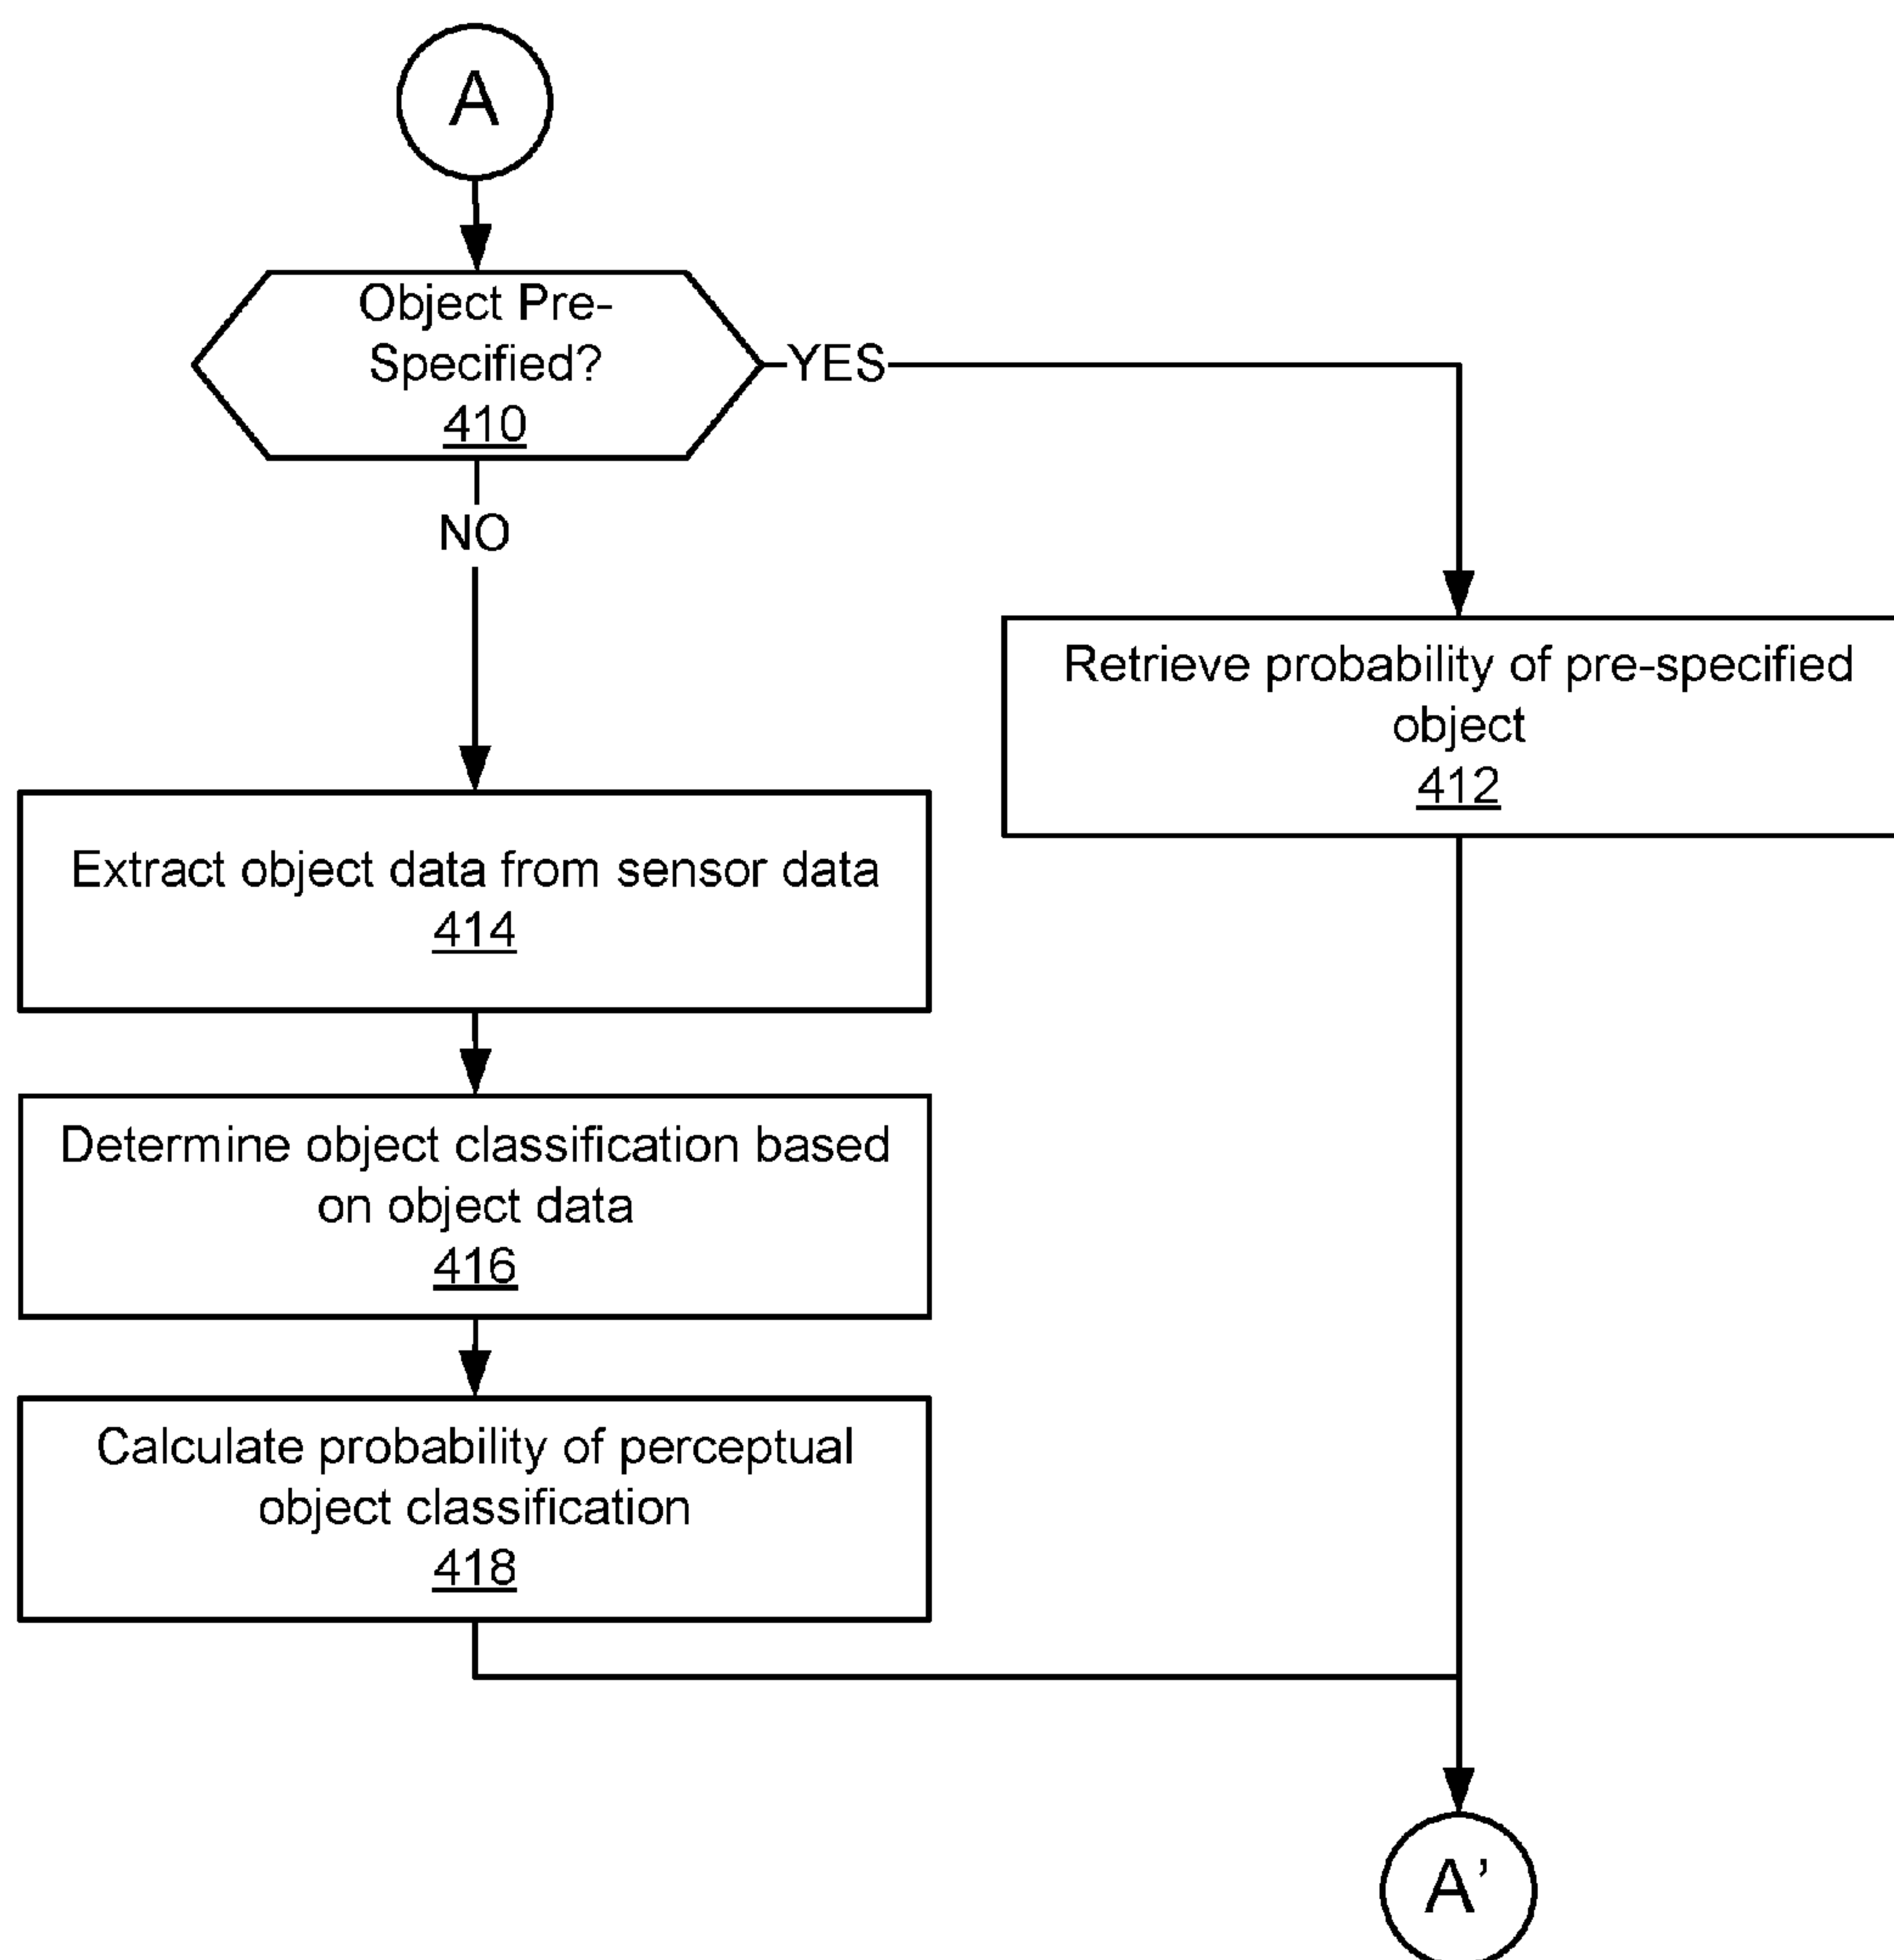 A
Object Pre-
Specified?
410
YES
NO
Retrieve probability of pre-specified
object
412
Extract object data from sensor data
414
Determine object classification based
on object data
416
Calculate probability of perceptual
object classification
418
A’